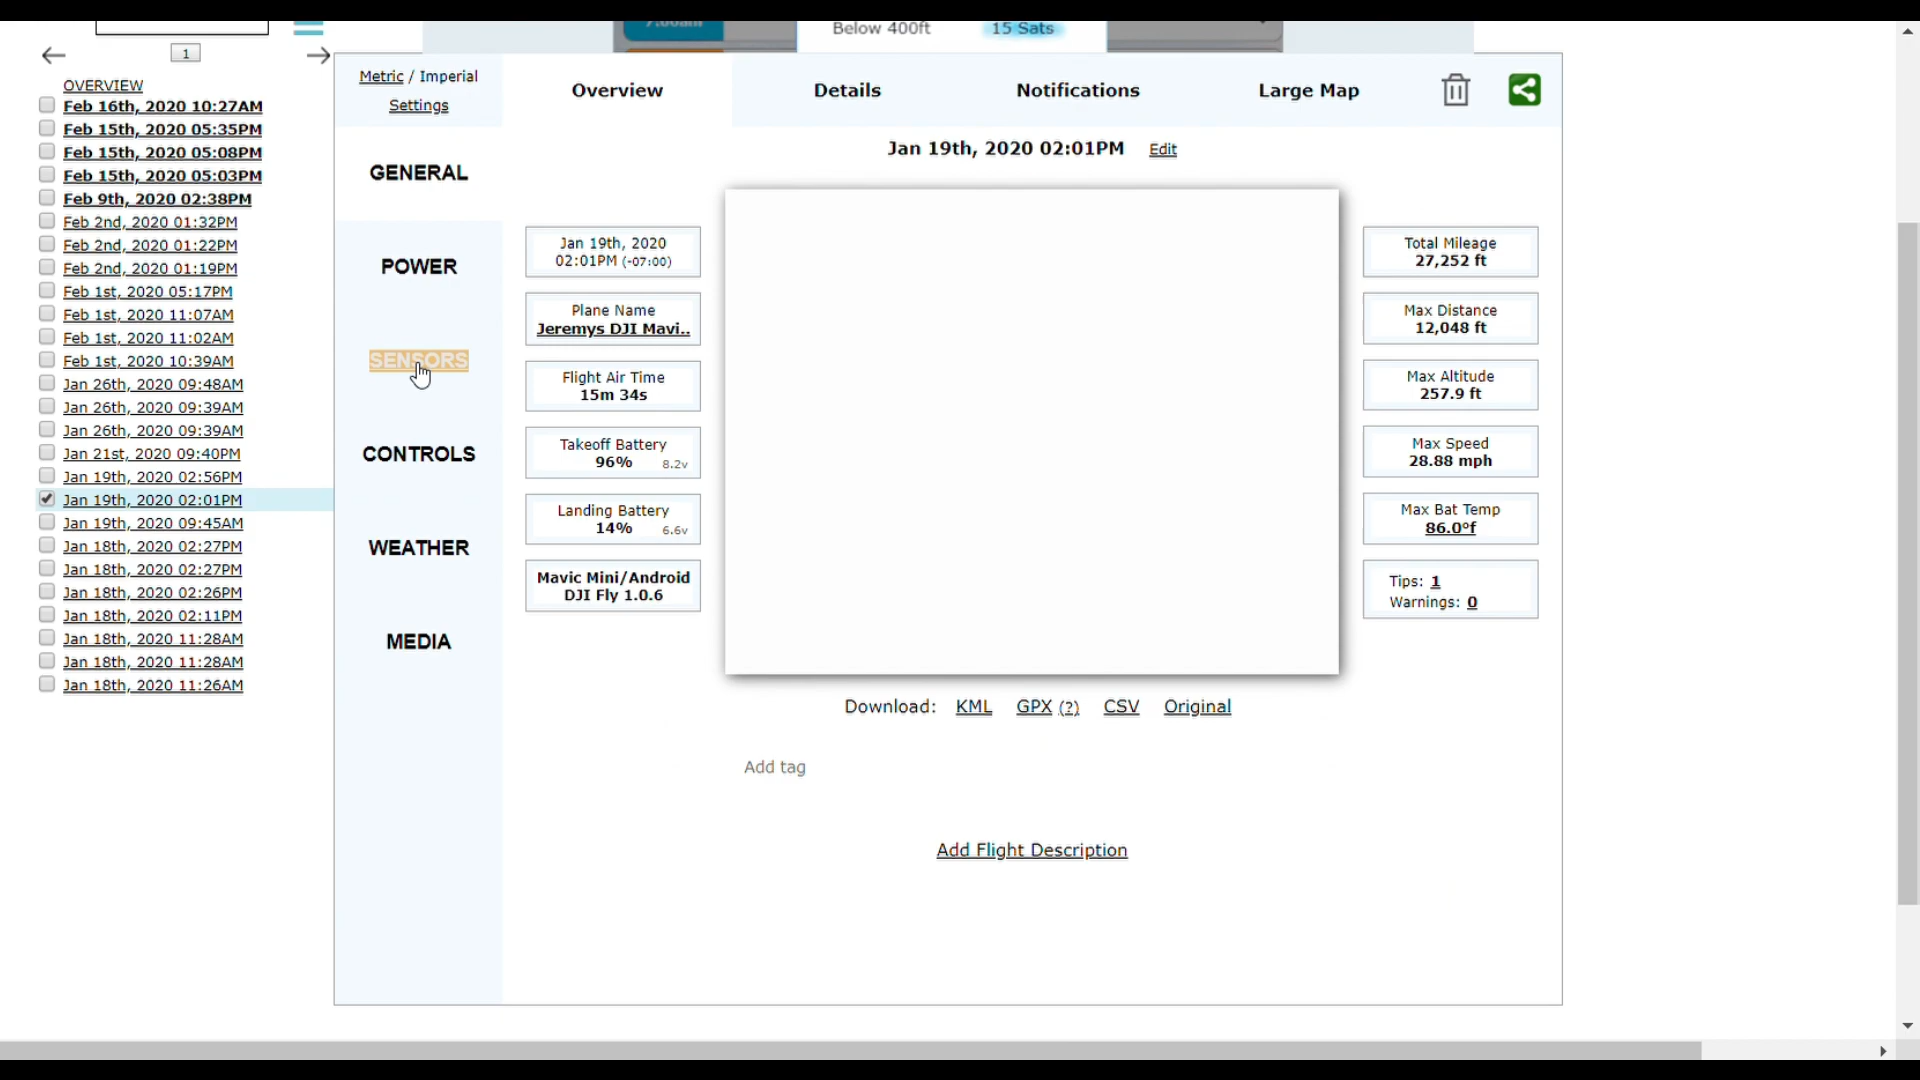 Below 400ft
15 Sats
1
OVERVIEW
Feb 16th, 2020 10:27AM
Feb 15th, 2020 05:35PM
Feb 15th, 2020 05:08PM
Feb 15th, 2020 05:03PM
Feb 9th, 2020 02:38PM
Feb 2nd, 2020 01:32PM
Feb 2nd, 2020 01:22PM
Feb 2nd, 2020 01:19PM
Feb 1st, 2020 05:17PM
Feb 1st, 2020 11:07AM
Feb 1st, 2020 11:02AM
Feb 1st, 2020 10:39AM
Jan 26th, 2020 09:48AM
Jan 26th, 2020 09:39AM
Jan 26th, 2020 09:39AM
Jan 21st, 2020 09:40PM
Jan 19th, 2020 02:56PM
Jan 19th, 2020 02:01PM
Jan 19th, 2020 09:45AM
Jan 18th, 2020 02:27PM
Jan 18th, 2020 02:27PM
Jan 18th, 2020 02:26PM
Jan 18th, 2020 02:11PM
Jan 18th, 2020 11:28AM
Jan 18th, 2020 11:28AM
Jan 18th, 2020 11:26AM
Metric / Imperial
Settings
GENERAL
POWER
SENSORS
CONTROLS
WEATHER
MEDIA
Overview
Details
Notifications
Large Map
Jan 19th, 2020 02:01PM Edit
Jan 19th, 2020
02:01PM (-07:00)
Plane Name
Jeremys DJI Mavi..
Flight Air Time
15m 34s
Takeoff Battery
96% 8.2v
Landing Battery
14% 6.6v
Mavic Mini/Android
DJI Fly 1.0.6
Total Mileage
27,252 ft
Max Distance
12,048 ft
Max Altitude
257.9 ft
Max Speed
28.88 mph
Max Bat Temp
86.0°f
Tips: 1
Warnings: 0
Download: KML GPX (?) CSV Original
Add tag
Add Flight Description